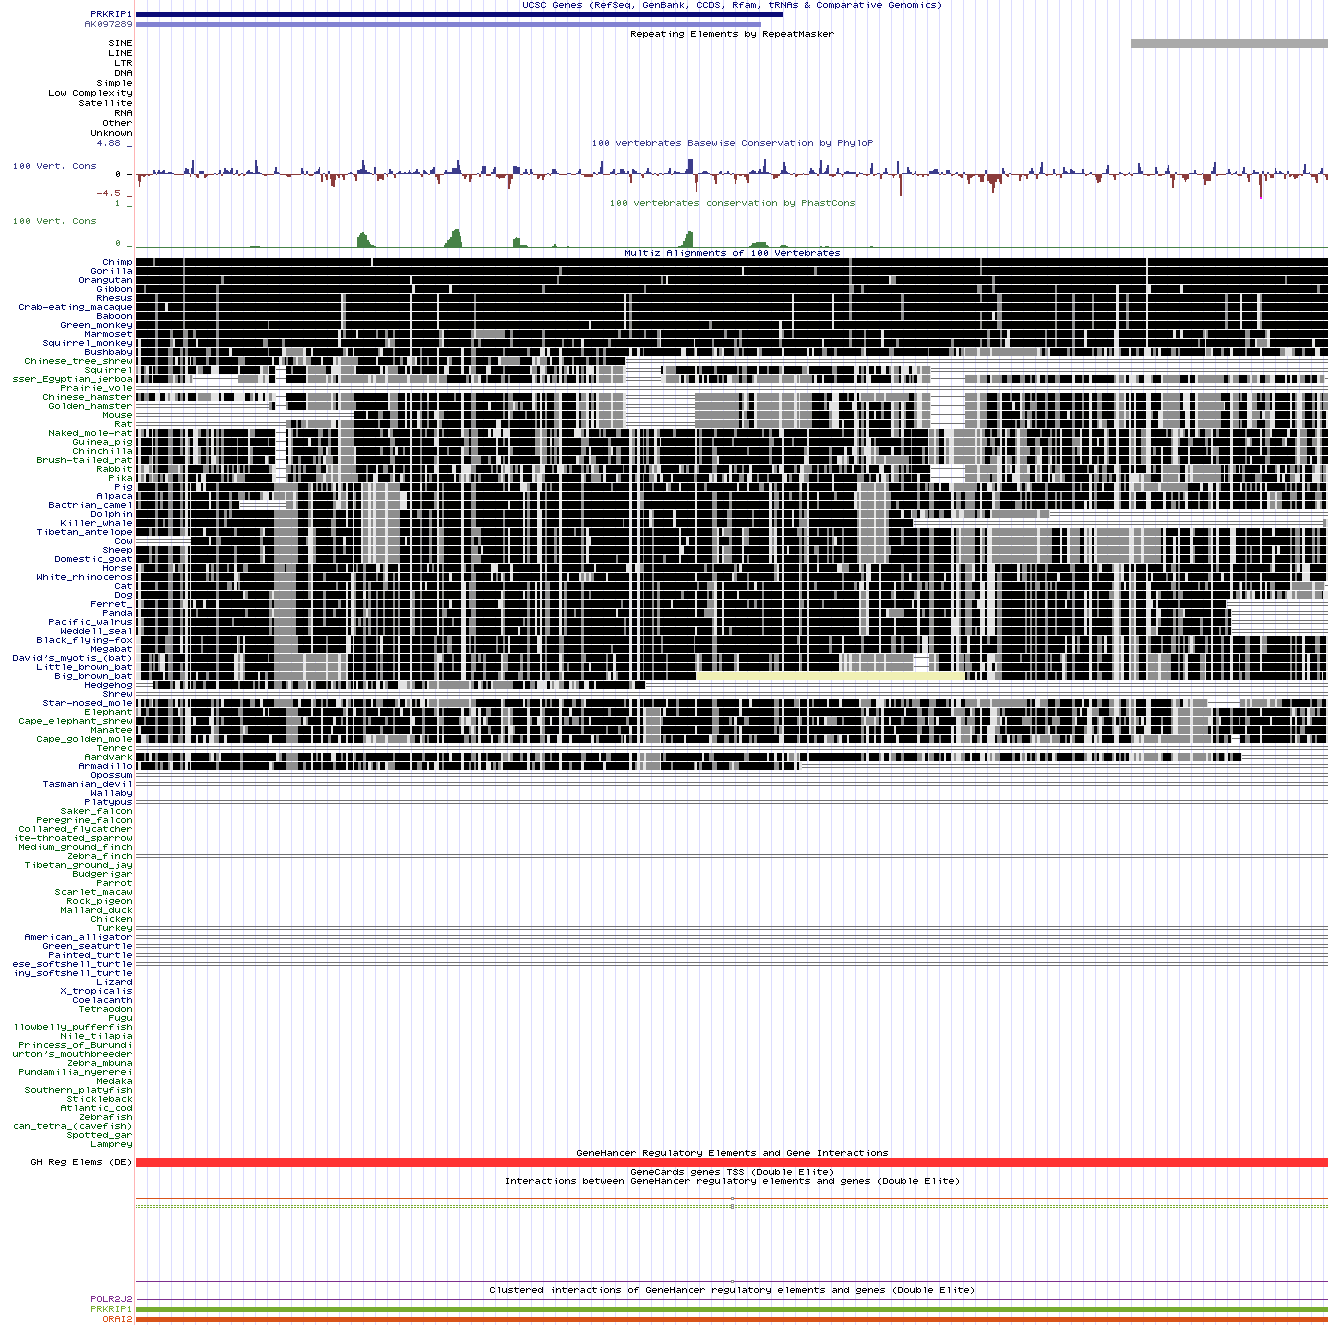 UCSC Genes (RefSeq, GenBank, CCDS, Rfam, tRNAs & Comparative Genomics)
PRKRIP1
AK097289
Repeating Elements by RepeatMasker
SINE
LINE
LTR
DNA
Simple
Low Complexity
Satellite
RNA
Other
Unknown
4.88 _
100 vertebrates Basewise Conservation by PhyloP
100 Vert. Cons
0 _
-4.5 _
1 _
100 vertebrates conservation by PhastCons
100 Vert. Cons
0 _
Multiz Alignments of 100 Vertebrates
Chimp
Gorilla
Orangutan
Gibbon
Rhesus
Crab-eating_macaque
Baboon
Green_monkey
Marmoset
Squirrel_monkey
Bushbaby
Chinese_tree_shrew
Squirrel
sser_Egyptian_jerboa
Prairie_vole
Chinese_hamster
Golden_hamster
Mouse
Rat
Naked_mole-rat
Guinea_pig
Chinchilla
Brush-tailed_rat
Rabbit
Pika
Pig
Alpaca
Bactrian_camel
Dolphin
Killer_whale
Tibetan_antelope
Cow
Sheep
Domestic_goat
Horse
White_rhinoceros
Cat
Dog
Ferret_
Panda
Pacific_walrus
Weddell_seal
Black_flying-fox
Megabat
David's_myotis_(bat)
Little_brown_bat
Big_brown_bat
Hedgehog
Shrew
Star-nosed_mole
Elephant
Cape_elephant_shrew
Manatee
Cape_golden_mole
Tenrec
Aardvark
Armadillo
Opossum
Tasmanian_devil
Wallaby
Platypus
Saker_falcon
Peregrine_falcon
Collared_flycatcher
ite-throated_sparrow
Medium_ground_finch
Zebra_finch
Tibetan_ground_jay
Budgerigar
Parrot
Scarlet_macaw
Rock_pigeon
Mallard_duck
Chicken
Turkey
American_alligator
Green_seaturtle
Painted_turtle
ese_softshell_turtle
iny_softshell_turtle
Lizard
X_tropicalis
Coelacanth
Tetraodon
Fugu
llowbelly_pufferfish
Nile_tilapia
Princess_of_Burundi
urton's_mouthbreeder
Zebra_mbuna
Pundamilia_nyererei
Medaka
Southern_platyfish
Stickleback
Atlantic_cod
Zebrafish
can_tetra_(cavefish)
Spotted_gar
Lamprey
GeneHancer Regulatory Elements and Gene Interactions
GH Reg Elems (DE)
GeneCards genes TSS (Double Elite)
Interactions between GeneHancer regulatory elements and genes (Double Elite)
Clustered interactions of GeneHancer regulatory elements and genes (Double Elite)
POLR2J2
PRKRIP1
ORAI2